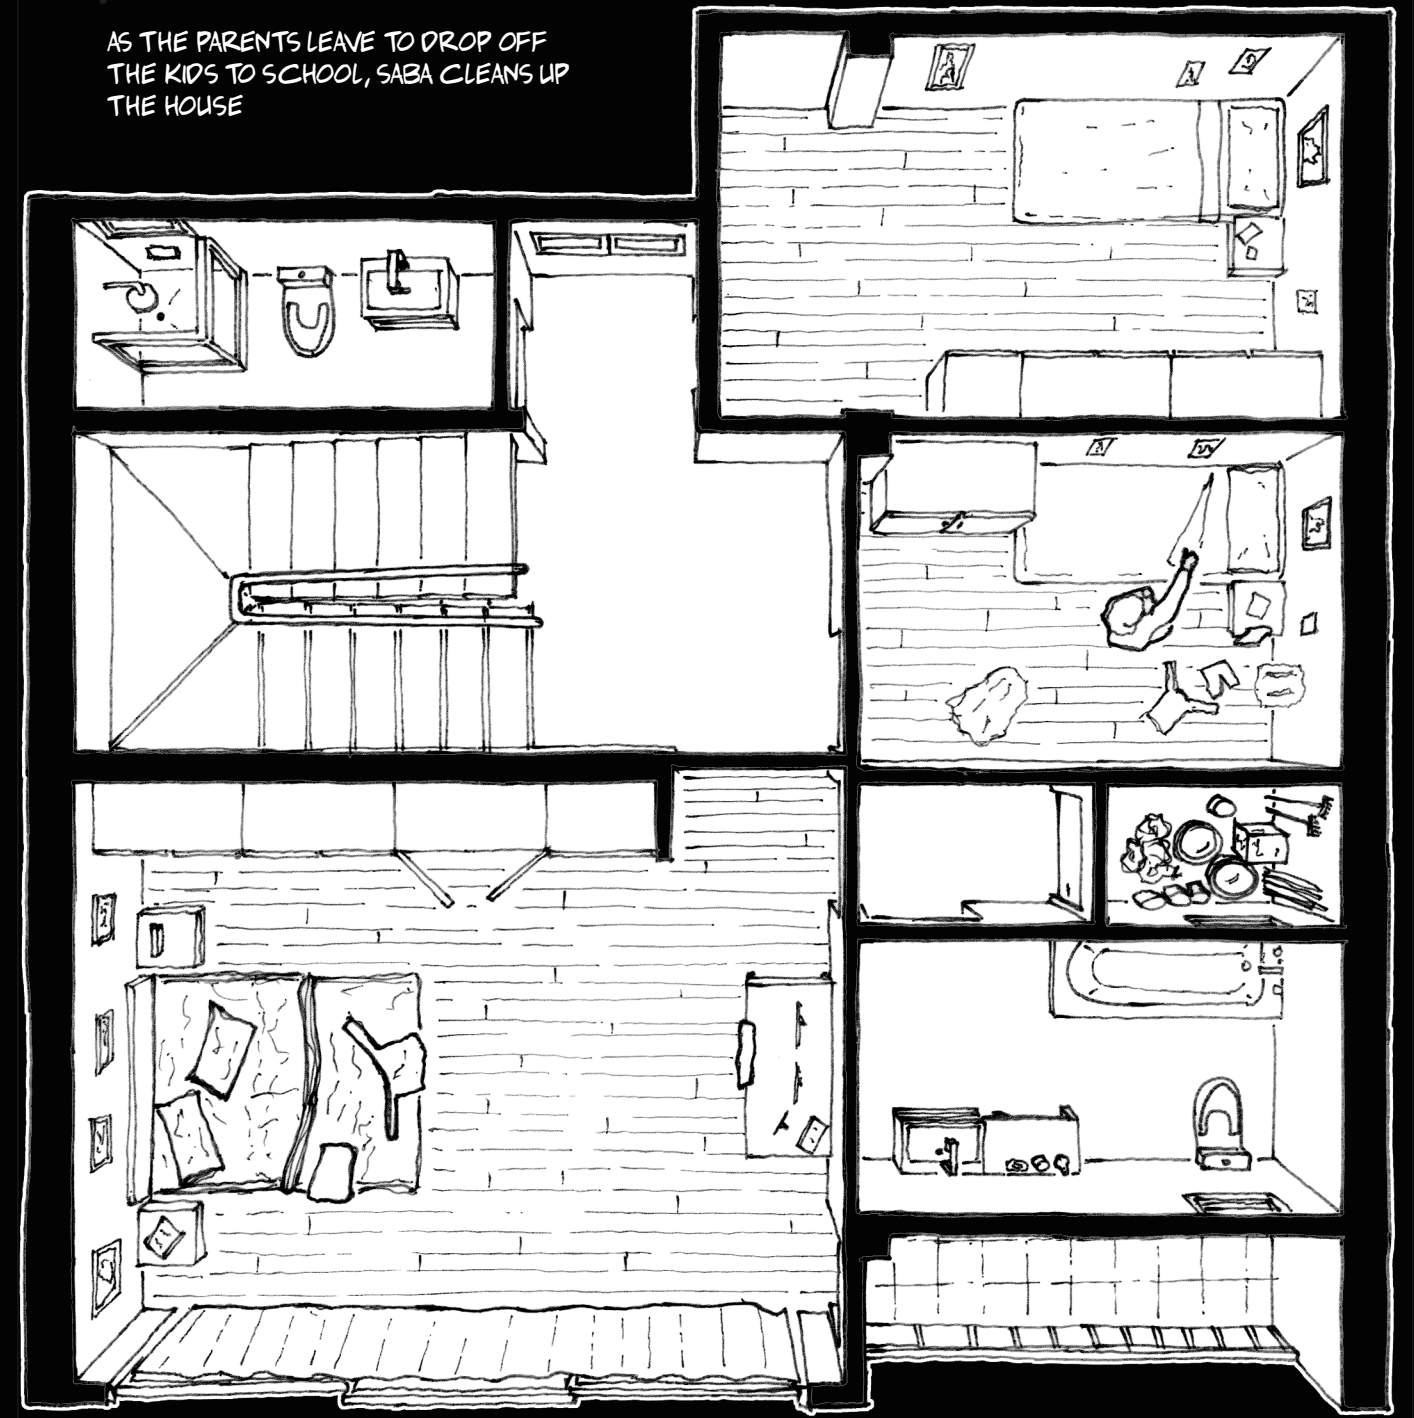 AS THE PARENTS LEAVE TO DROP OFF
THE KIDS TO SCHOOL, SABA CLEANS UP
THE HOUSE